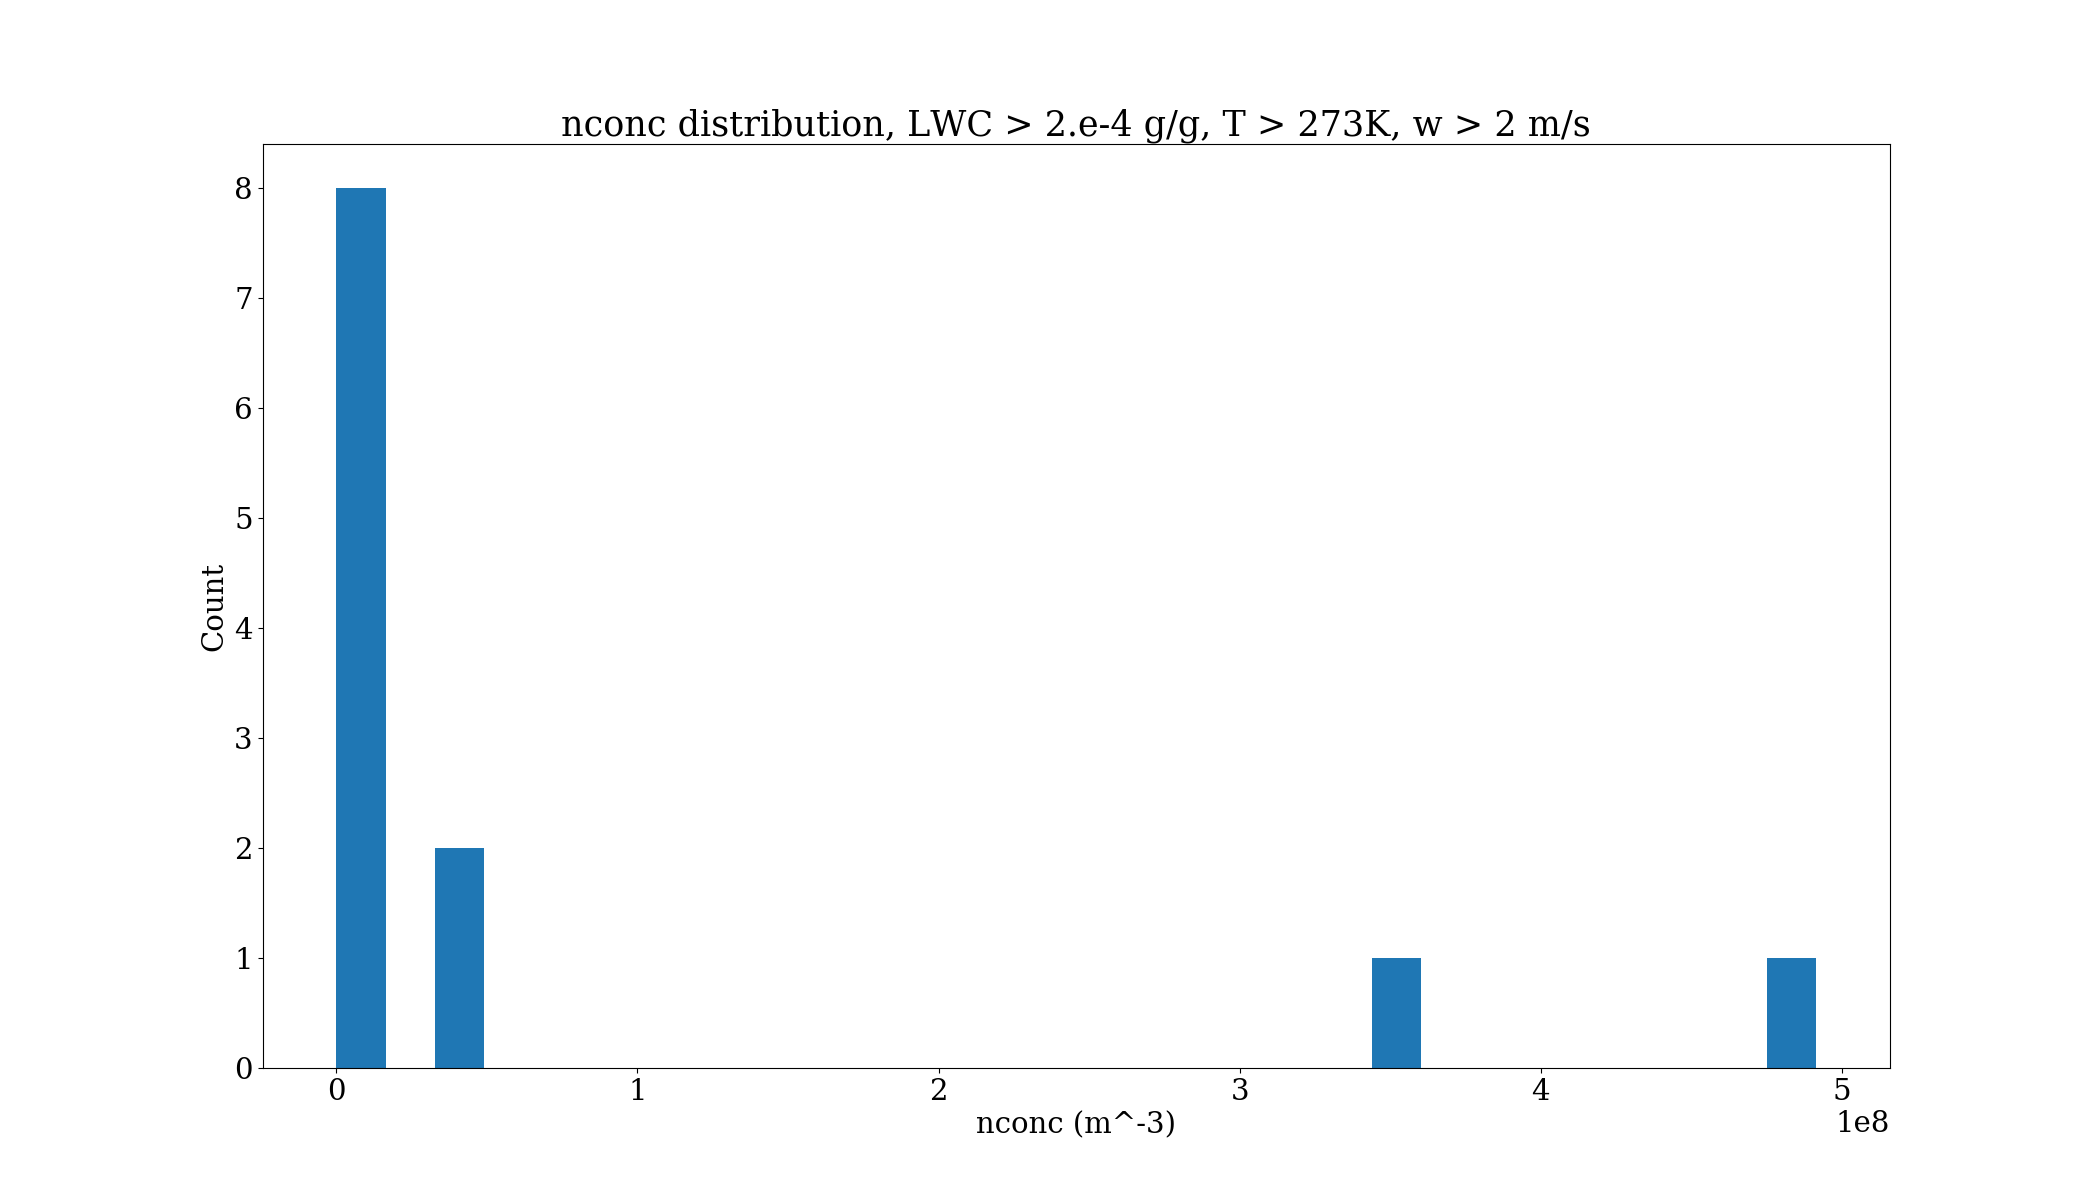 nconc distribution, LWC > 2.e-4 g/g, T > 273K, w > 2 m/s
8
7
6
5
4
3
2
1
0
Count
0 1 2 3 4 5
1e8
nconc (m^-3)